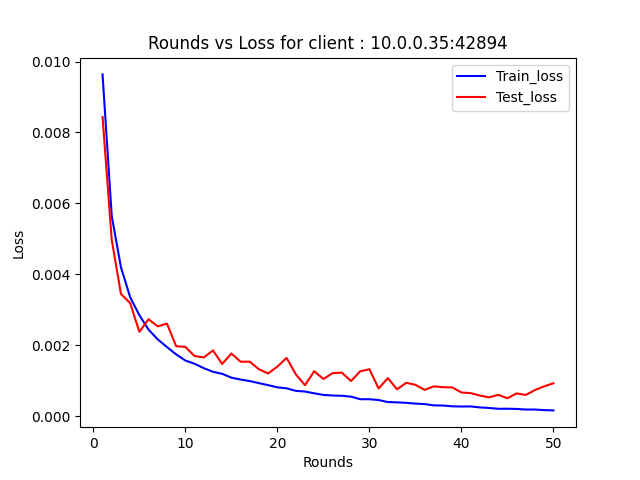 Rounds vs Loss for client : 10.0.0.35:42894
Train_loss
Test_loss
0.010
0.008
0.006
0.004
0.002
0.000
Loss
0 10 20 30 40 50
Rounds